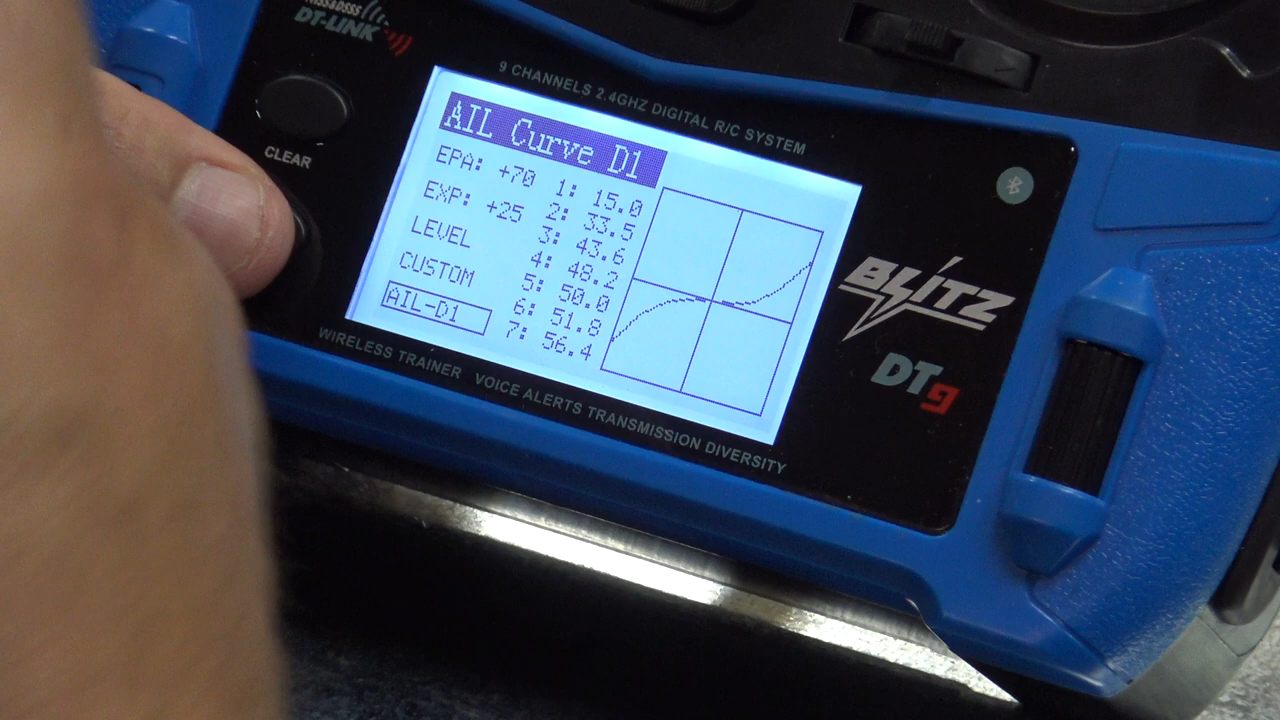 DT-LINK
CLEAR
9 CHANNELS 2.4GHZ DIGITAL R/C SYSTEM
AIL Curve D1
EPA: +70 1: 15.0
EXP: +25 2: 33.5
LEVEL 3: 43.6
CUSTOM 4: 48.2
AIL-D1 5: 50.0
6: 51.8
7: 56.4
BLITZ
DT9
WIRELESS TRAINER VOICE ALERTS TRANSMISSION DIVERSITY